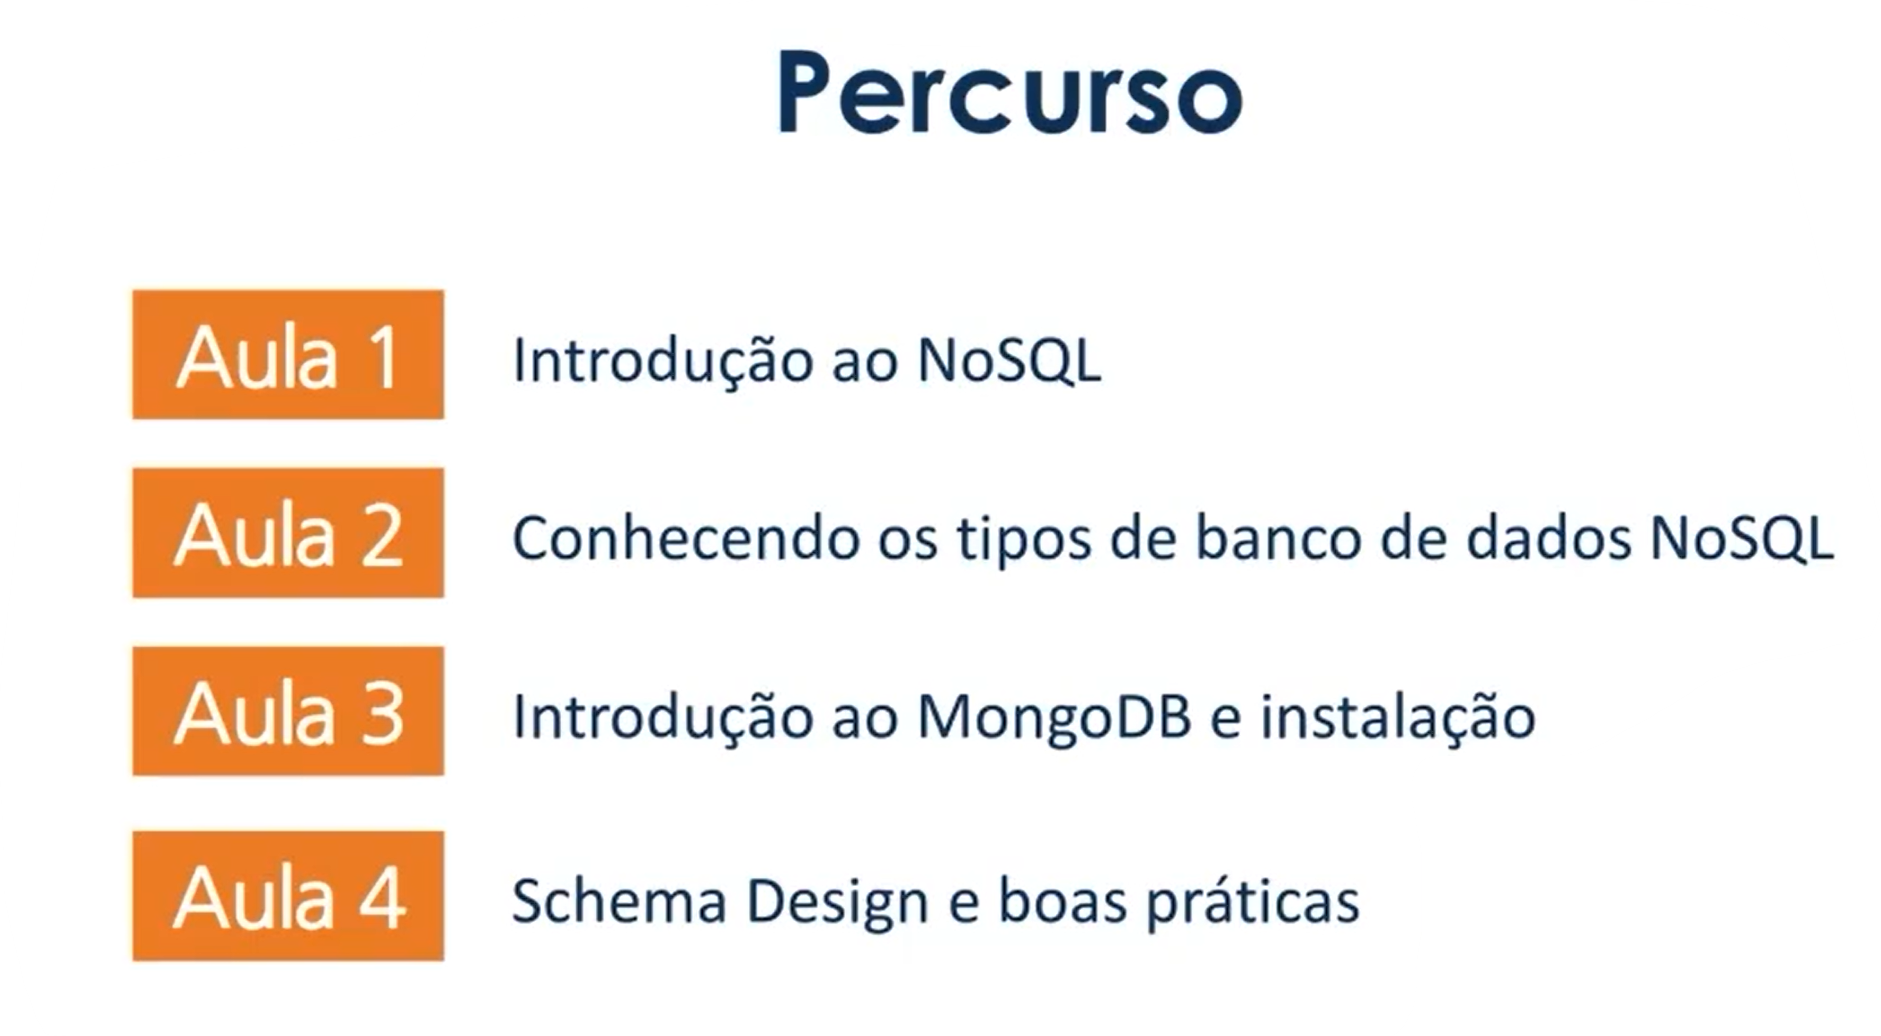 Percurso
Aula 1 Introdução ao NoSQL
Aula 2 Conhecendo os tipos de banco de dados NoSQL
Aula 3 Introdução ao MongoDB e instalação
Aula 4 Schema Design e boas práticas